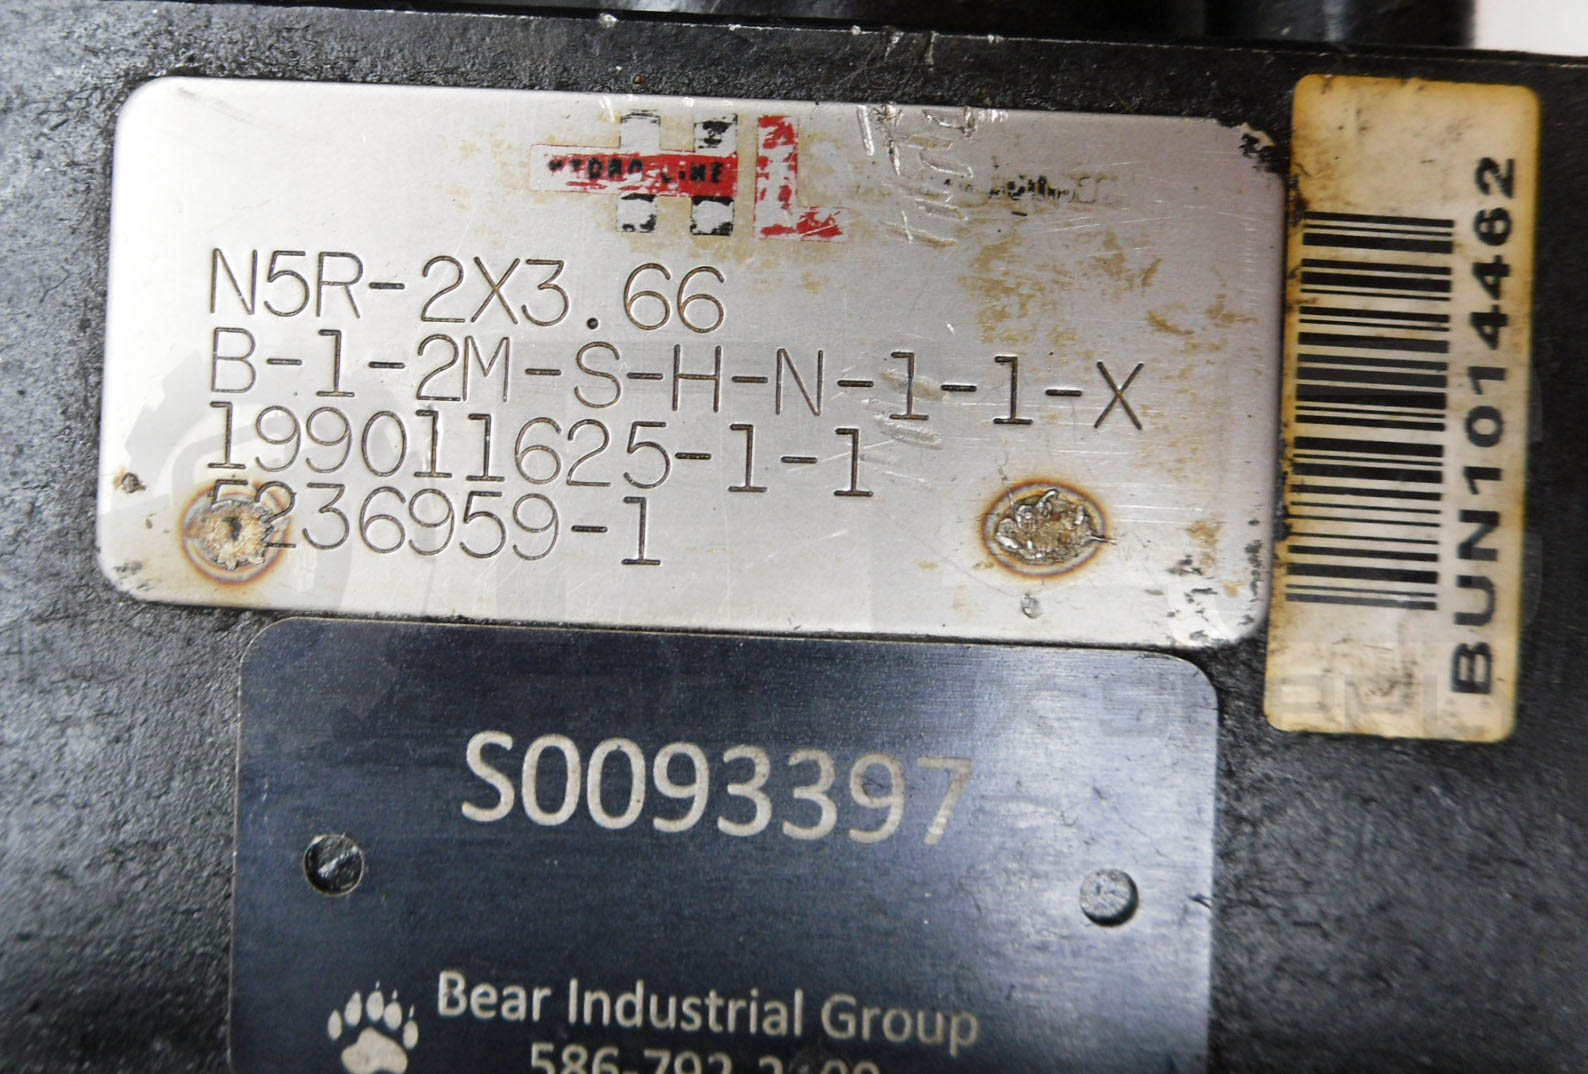 HYDRO-LINE
HL
N5R-2X3.66
B-1-2M-S-H-N-1-1-X
199011625-1-1
5236959-1
BUN1014462
S0093397
Bear Industrial Group